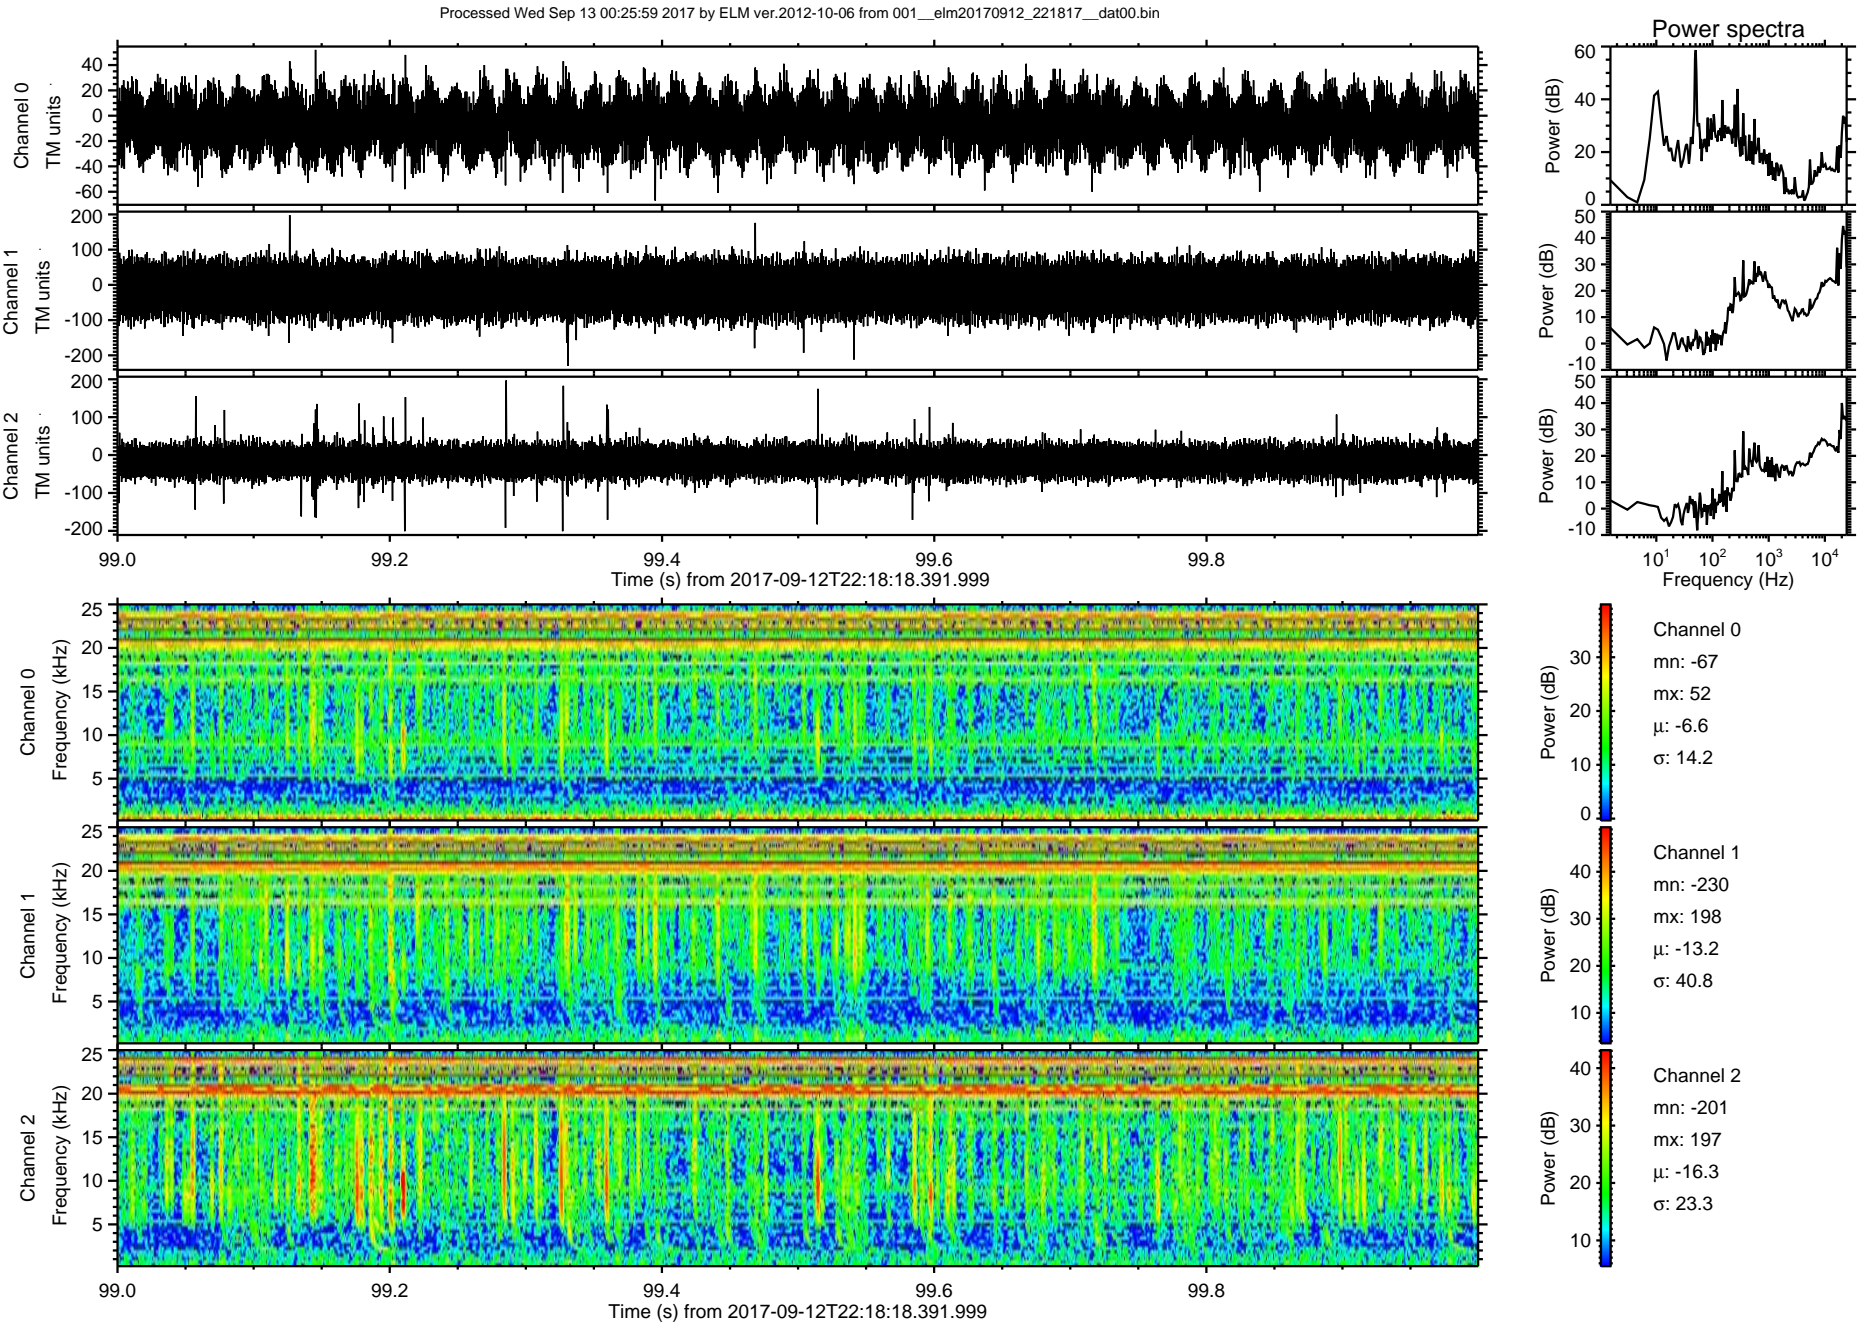 Processed Wed Sep 13 00:25:59 2017 by ELM ver.2012-10-06 from 001__elm20170912_221817__dat00.bin
Power spectra
Channel 0
TM units
40
20
0
-20
-40
-60
Power (dB)
60
40
20
0
Channel 1
TM units
200
100
0
-100
-200
Power (dB)
50
40
30
20
10
0
-10
Channel 2
TM units
200
100
0
-100
-200
Power (dB)
50
40
30
20
10
0
-10
99.0 99.2 99.4 99.6 99.8
Time (s) from 2017-09-12T22:18:18.391.999
10¹ 10² 10³ 10⁴
Frequency (Hz)
Channel 0
Frequency (kHz)
25
20
15
10
5
Power (dB)
30
20
10
0
Channel 0
mn: -67
mx: 52
μ: -6.6
σ: 14.2
Channel 1
Frequency (kHz)
25
20
15
10
5
Power (dB)
40
30
20
10
Channel 1
mn: -230
mx: 198
μ: -13.2
σ: 40.8
Channel 2
Frequency (kHz)
25
20
15
10
5
Power (dB)
40
30
20
10
Channel 2
mn: -201
mx: 197
μ: -16.3
σ: 23.3
99.0 99.2 99.4 99.6 99.8
Time (s) from 2017-09-12T22:18:18.391.999